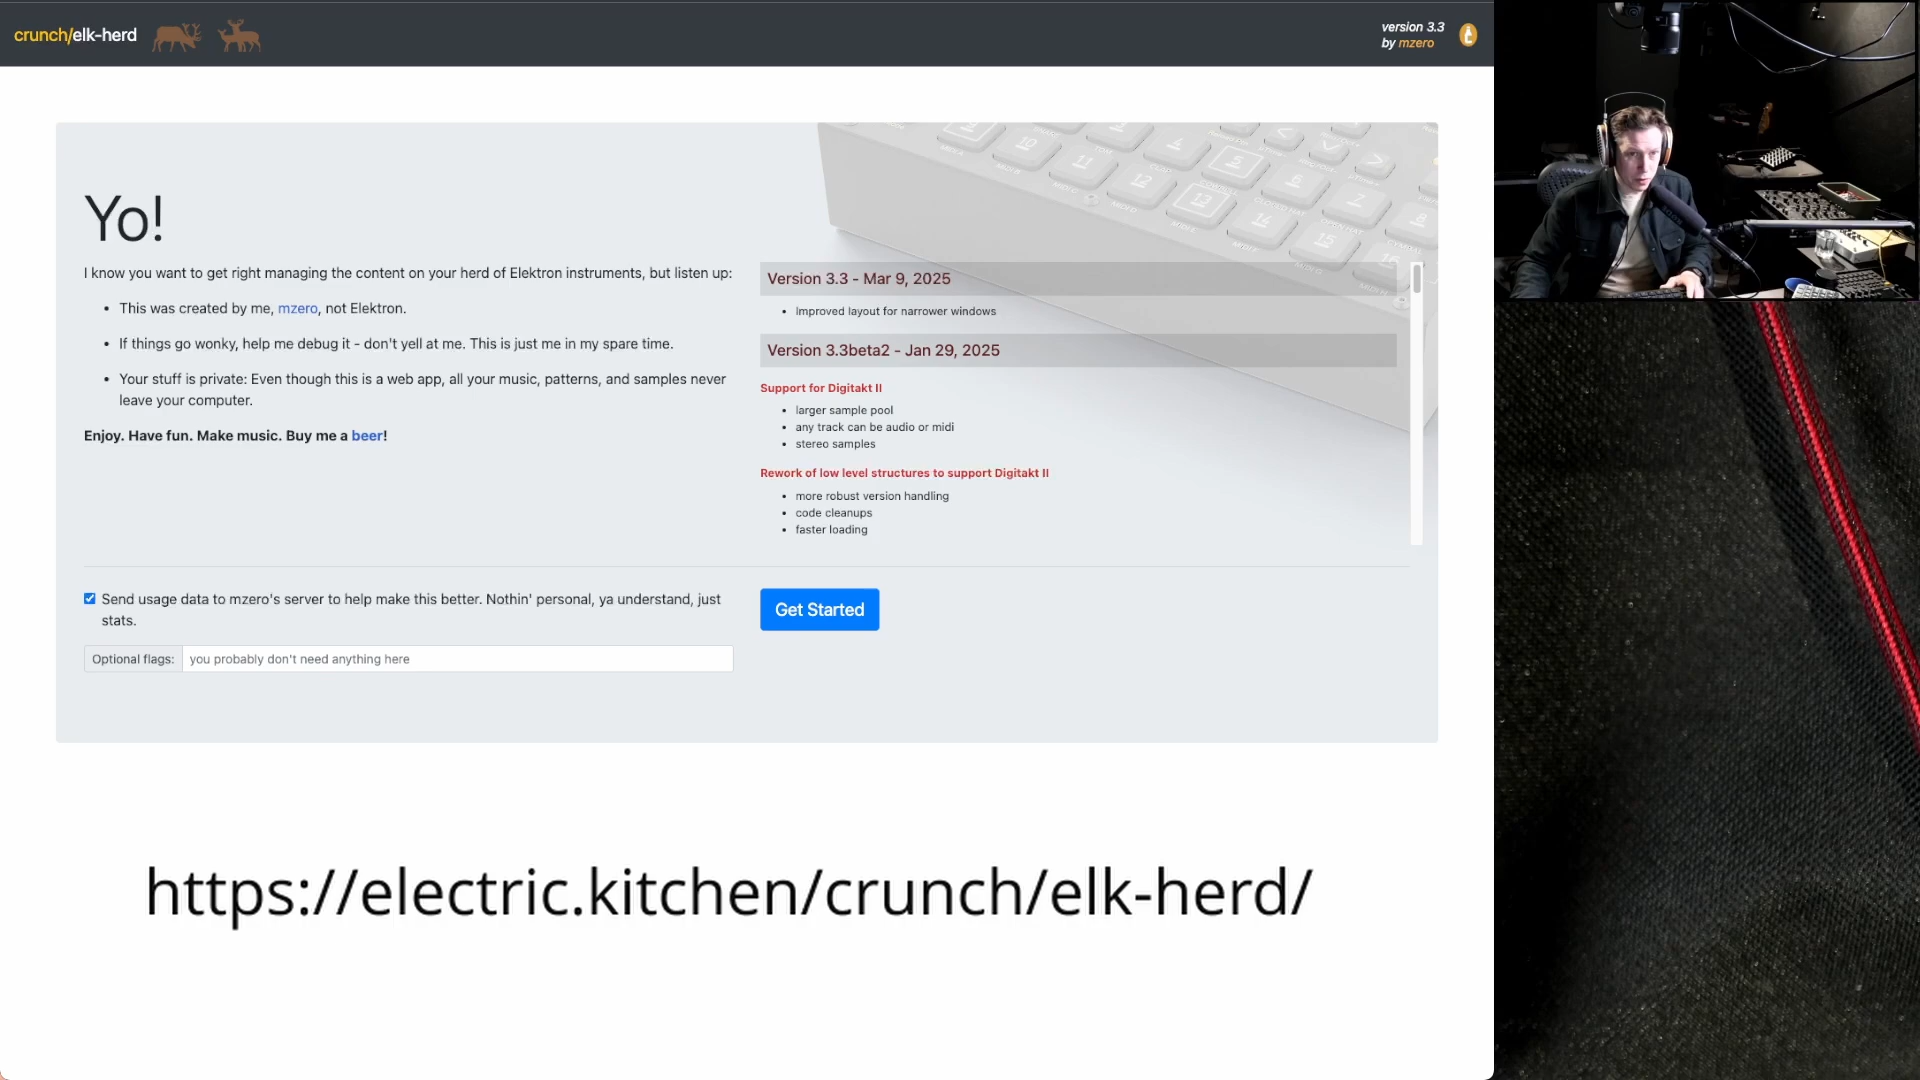 crunch/elk-herd
version 3.3
by mzero
Yo!
I know you want to get right managing the content on your herd of Elektron instruments, but listen up:
This was created by me, mzero, not Elektron.
If things go wonky, help me debug it - don't yell at me. This is just me in my spare time.
Your stuff is private: Even though this is a web app, all your music, patterns, and samples never
leave your computer.
Enjoy. Have fun. Make music. Buy me a beer!
Version 3.3 - Mar 9, 2025
Improved layout for narrower windows
Version 3.3beta2 - Jan 29, 2025
Support for Digitakt II
larger sample pool
any track can be audio or midi
stereo samples
Rework of low level structures to support Digitakt II
more robust version handling
code cleanups
faster loading
Send usage data to mzero's server to help make this better. Nothin' personal, ya understand, just
stats.
Optional flags: you probably don't need anything here
Get Started
https://electric.kitchen/crunch/elk-herd/